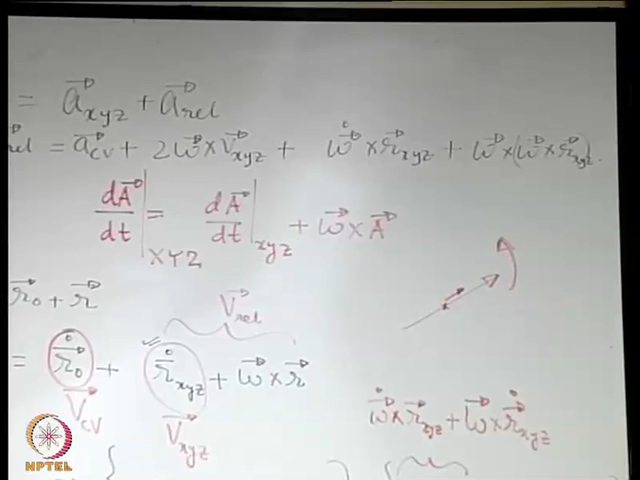 = a⃗xyz + a⃗rel
rel = a⃗CV + 2ω⃗ × V⃗xyz + ω⃗̇ × r⃗xyz + ω⃗ × (ω⃗ × r⃗xyz).
dA⃗/dt|XYZ = dA⃗/dt|xyz + ω⃗ × A⃗
r⃗0 + r⃗
V⃗rel
= r⃗̇0 + r⃗̇xyz + ω⃗ × r⃗
V⃗CV V⃗xyz
ω⃗̇ × r⃗xyz + ω⃗ × r⃗̇xyz
NPTEL